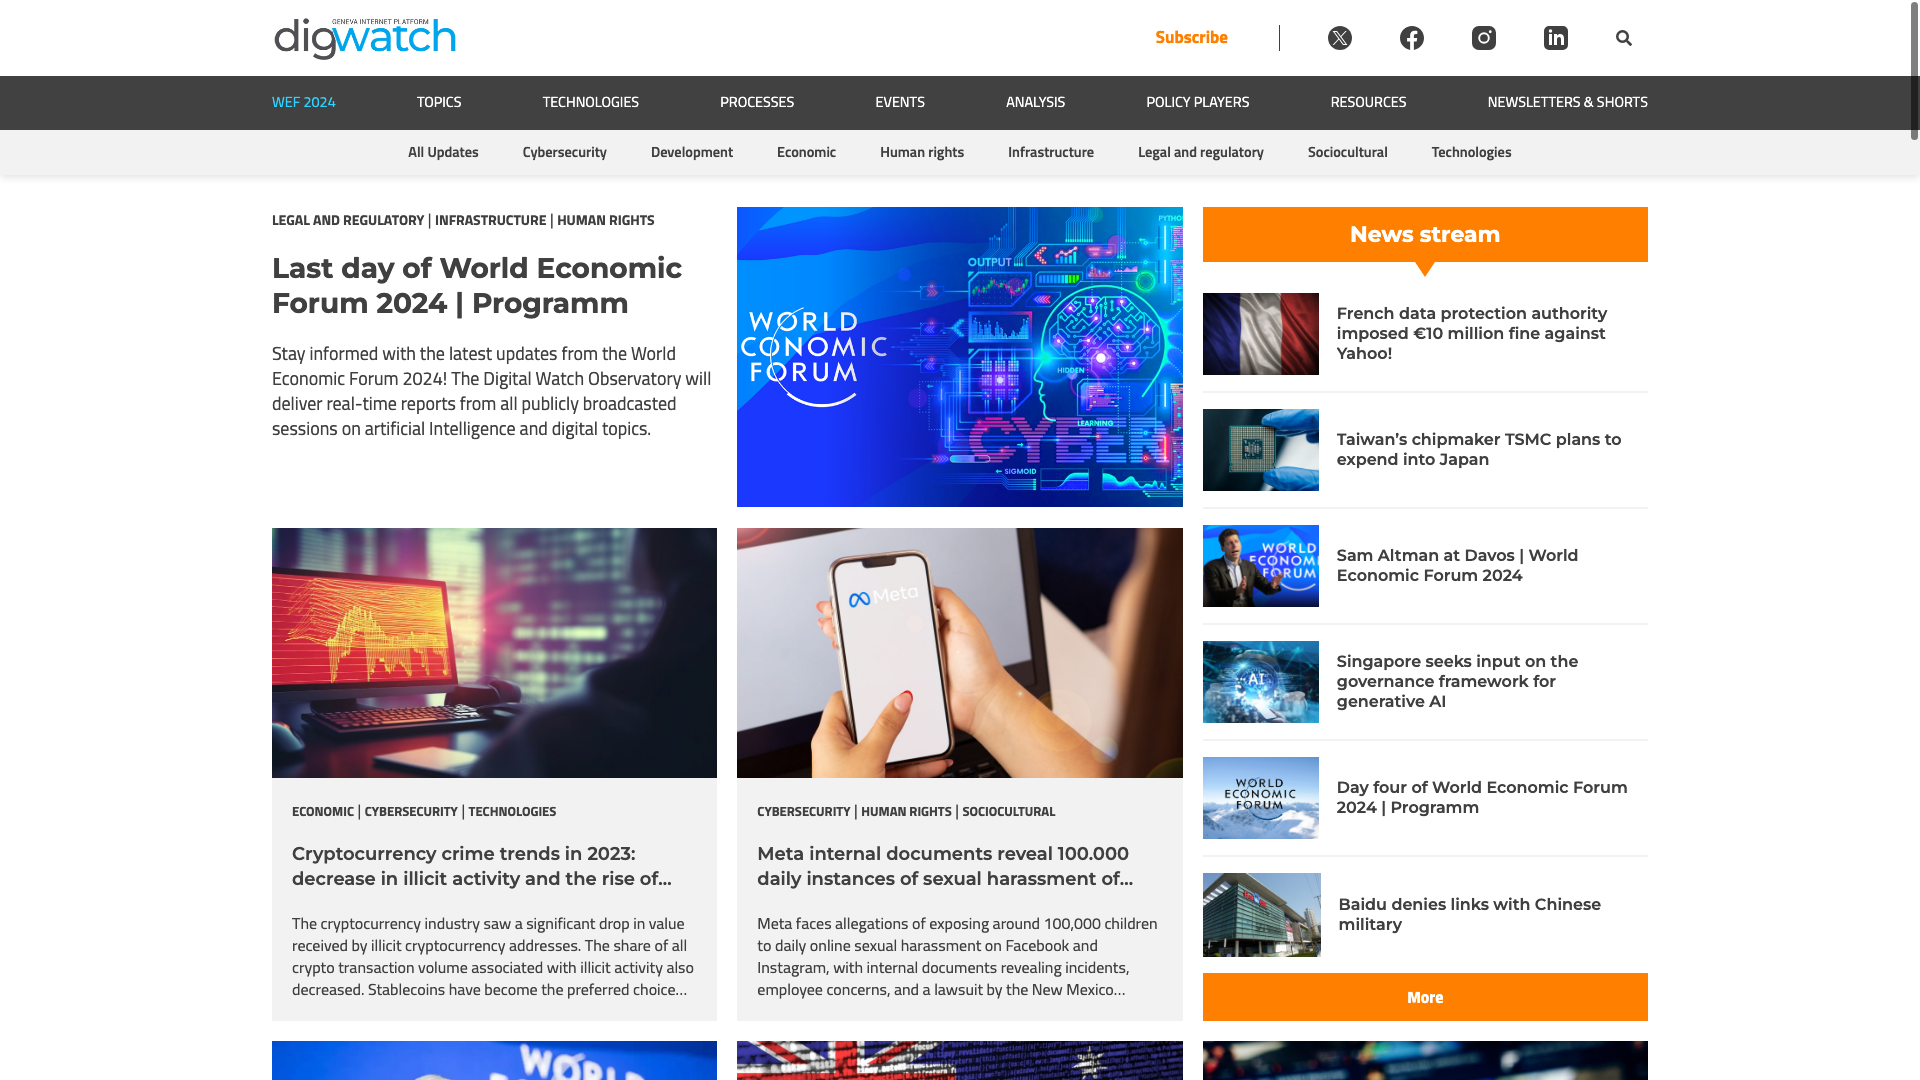 GENEVA INTERNET PLATFORM
digwatch
Subscribe
WEF 2024
TOPICS
TECHNOLOGIES
PROCESSES
EVENTS
ANALYSIS
POLICY PLAYERS
RESOURCES
NEWSLETTERS & SHORTS
All Updates
Cybersecurity
Development
Economic
Human rights
Infrastructure
Legal and regulatory
Sociocultural
Technologies
LEGAL AND REGULATORY | INFRASTRUCTURE | HUMAN RIGHTS
Last day of World Economic
Forum 2024 | Programm
Stay informed with the latest updates from the World
Economic Forum 2024! The Digital Watch Observatory will
deliver real-time reports from all publicly broadcasted
sessions on artificial Intelligence and digital topics.
WORLD
CONOMIC
FORUM
OUTPUT
HIDDEN
LEARNING
CYBER
SIGMOID
PYTHO
News stream
French data protection authority
imposed €10 million fine against
Yahoo!
Taiwan’s chipmaker TSMC plans to
expend into Japan
WORLD
ECONOMI
FORUM
Sam Altman at Davos | World
Economic Forum 2024
AI
Singapore seeks input on the
governance framework for
generative AI
WORLD
ECONOMIC
FORUM
Day four of World Economic Forum
2024 | Programm
Baidu denies links with Chinese
military
More
ECONOMIC | CYBERSECURITY | TECHNOLOGIES
Cryptocurrency crime trends in 2023:
decrease in illicit activity and the rise of...
The cryptocurrency industry saw a significant drop in value
received by illicit cryptocurrency addresses. The share of all
crypto transaction volume associated with illicit activity also
decreased. Stablecoins have become the preferred choice...
Meta
CYBERSECURITY | HUMAN RIGHTS | SOCIOCULTURAL
Meta internal documents reveal 100.000
daily instances of sexual harassment of...
Meta faces allegations of exposing around 100,000 children
to daily online sexual harassment on Facebook and
Instagram, with internal documents revealing incidents,
employee concerns, and a lawsuit by the New Mexico...
WORLD